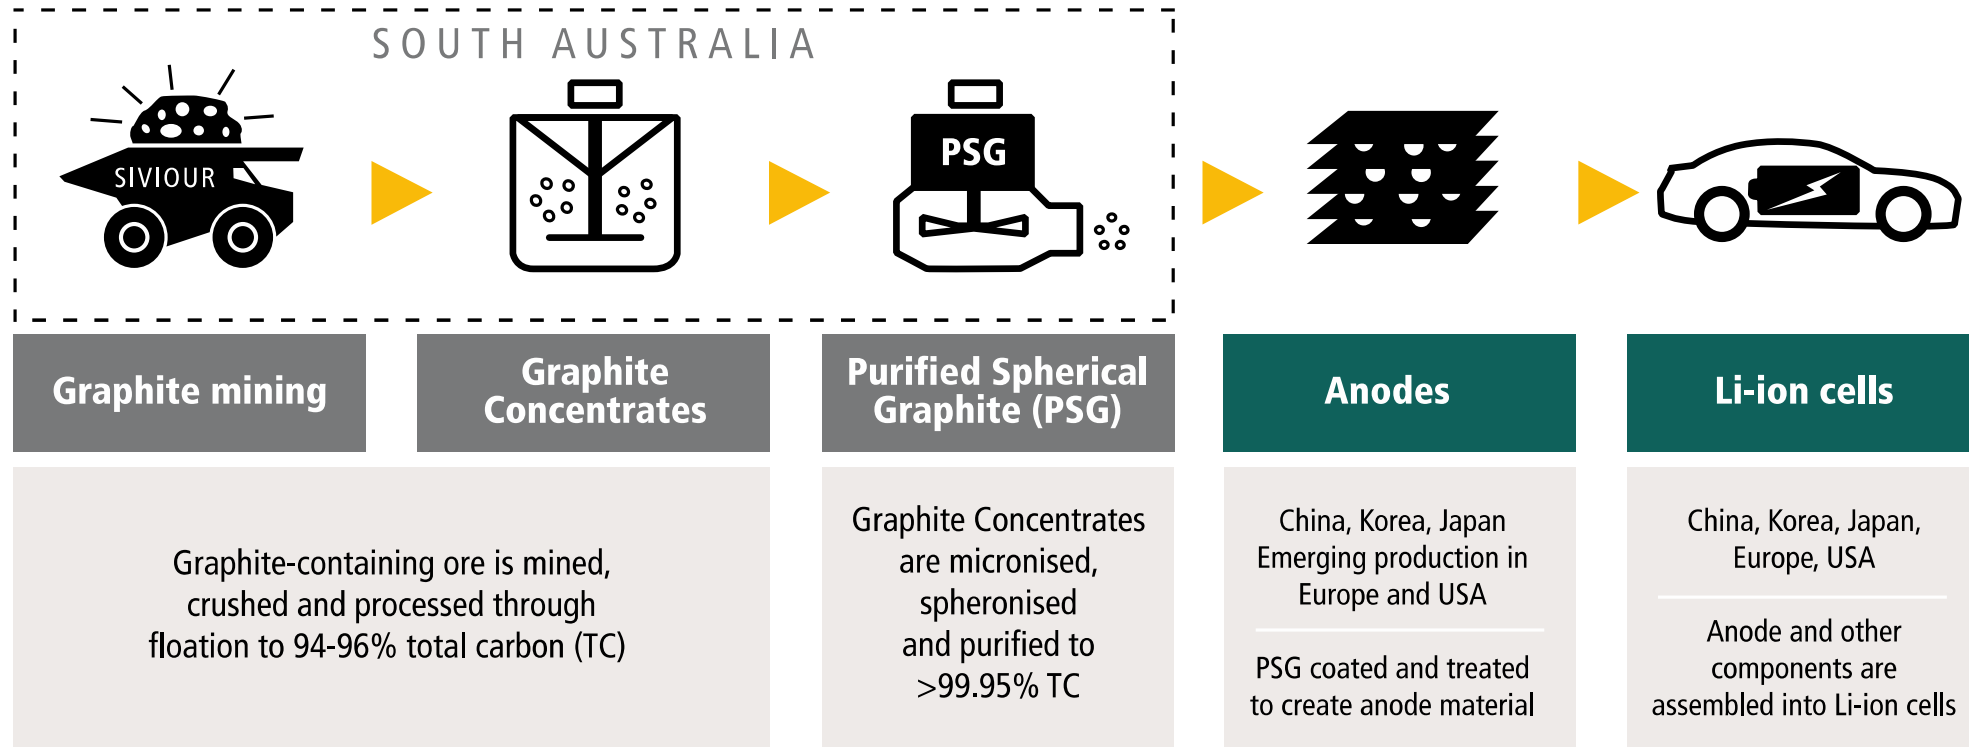 SOUTH AUSTRALIA
SIVIOUR
PSG
Graphite mining
Graphite
Concentrates
Purified Spherical
Graphite (PSG)
Anodes
Li-ion cells
Graphite-containing ore is mined,
crushed and processed through
floation to 94-96% total carbon (TC)
Graphite Concentrates
are micronised,
spheronised
and purified to
>99.95% TC
China, Korea, Japan
Emerging production in
Europe and USA
PSG coated and treated
to create anode material
China, Korea, Japan,
Europe, USA
Anode and other
components are
assembled into Li-ion cells